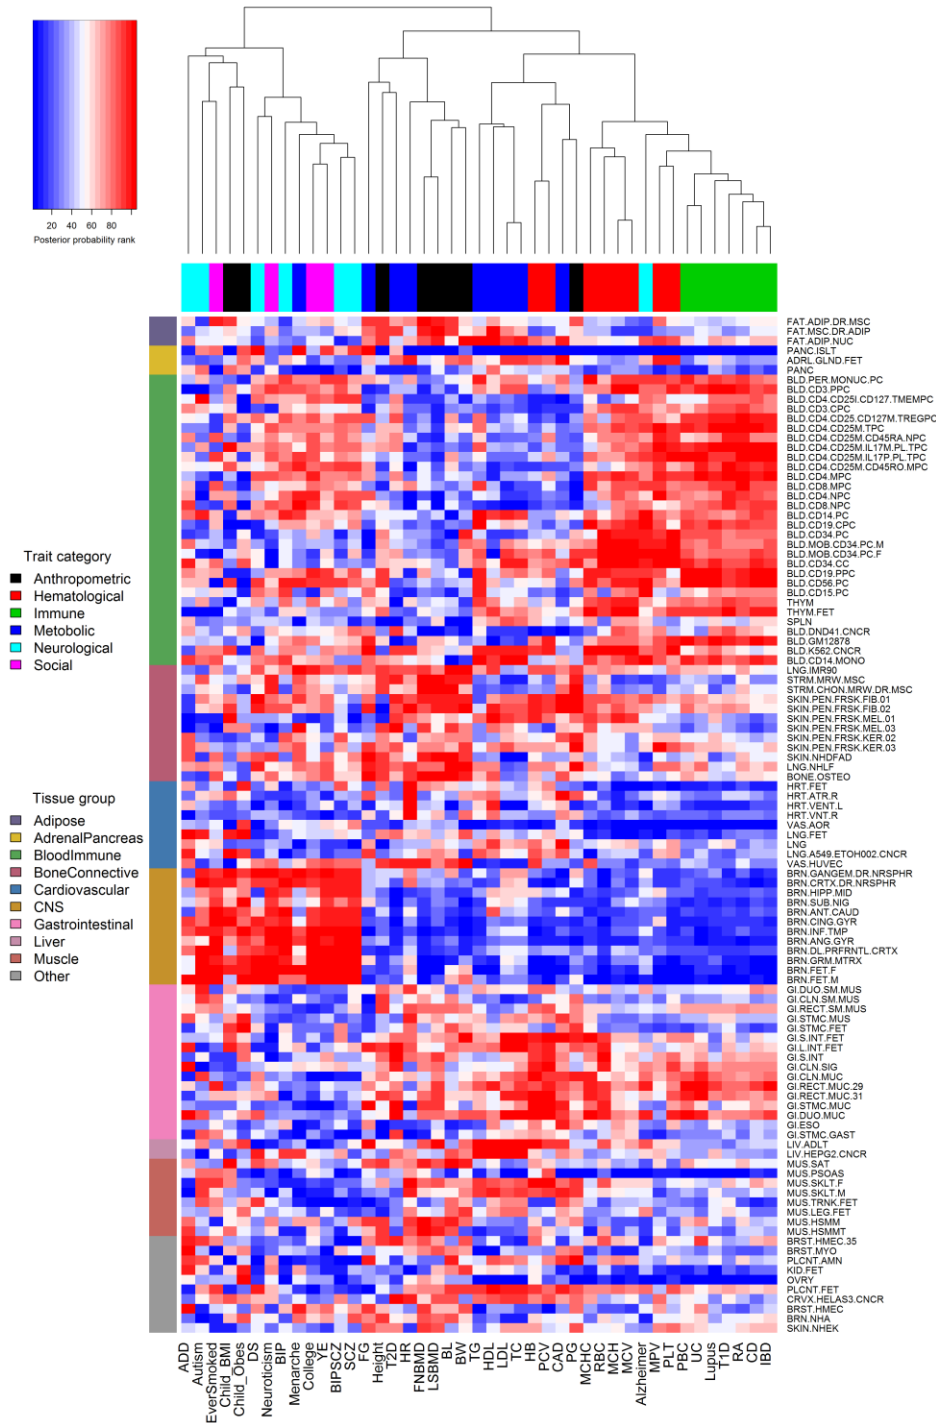 20 40 60 80
Posterior probability rank
Trait category
Anthropometric
Hematological
Immune
Metobolic
Neurological
Social
Tissue group
Adipose
AdrenalPancreas
BloodImmune
BoneConnective
Cardiovascular
CNS
Gastrointestinal
Liver
Muscle
Other
FAT.ADIP.DR.MSC
FAT.MSC.DR.ADIP
FAT.ADIP.NUC
PANC.ISLT
ADRL.GLND.FET
PANC
BLD.PER.MONUC.PC
BLD.CD3.PPC
BLD.CD4.CD25I.CD127.TMEMPC
BLD.CD3.CPC
BLD.CD4.CD25.CD127M.TREGPC
BLD.CD4.CD25M.TPC
BLD.CD4.CD25M.CD45RA.NPC
BLD.CD4.CD25M.IL17M.PL.TPC
BLD.CD4.CD25M.IL17P.PL.TPC
BLD.CD4.CD25M.CD45RO.MPC
BLD.CD4.MPC
BLD.CD8.MPC
BLD.CD4.NPC
BLD.CD8.NPC
BLD.CD14.PC
BLD.CD19.CPC
BLD.CD34.PC
BLD.MOB.CD34.PC.M
BLD.MOB.CD34.PC.F
BLD.CD34.CC
BLD.CD19.PPC
BLD.CD56.PC
BLD.CD15.PC
THYM
THYM.FET
SPLN
BLD.DND41.CNCR
BLD.GM12878
BLD.K562.CNCR
BLD.CD14.MONO
LNG.IMR90
STRM.MRW.MSC
STRM.CHON.MRW.DR.MSC
SKIN.PEN.FRSK.FIB.01
SKIN.PEN.FRSK.FIB.02
SKIN.PEN.FRSK.MEL.01
SKIN.PEN.FRSK.MEL.03
SKIN.PEN.FRSK.KER.02
SKIN.PEN.FRSK.KER.03
SKIN.NHDFAD
LNG.NHLF
BONE.OSTEO
HRT.FET
HRT.ATR.R
HRT.VENT.L
HRT.VNT.R
VAS.AOR
LNG.FET
LNG
LNG.A549.ETOH002.CNCR
VAS.HUVEC
BRN.GANGEM.DR.NRSPHR
BRN.CRTX.DR.NRSPHR
BRN.HIPP.MID
BRN.SUB.NIG
BRN.ANT.CAUD
BRN.CING.GYR
BRN.INF.TMP
BRN.ANG.GYR
BRN.DL.PRFRNTL.CRTX
BRN.GRM.MTRX
BRN.FET.F
BRN.FET.M
GI.DUO.SM.MUS
GI.CLN.SM.MUS
GI.RECT.SM.MUS
GI.STMC.MUS
GI.STMC.FET
GI.S.INT.FET
GI.L.INT.FET
GI.S.INT
GI.CLN.SIG
GI.CLN.MUC
GI.RECT.MUC.29
GI.RECT.MUC.31
GI.STMC.MUC
GI.DUO.MUC
GI.ESO
GI.STMC.GAST
LIV.ADLT
LIV.HEPG2.CNCR
MUS.SAT
MUS.PSOAS
MUS.SKLT.F
MUS.SKLT.M
MUS.TRNK.FET
MUS.LEG.FET
MUS.HSMM
MUS.HSMMT
BRST.HMEC.35
BRST.MYO
PLCNT.AMN
KID.FET
OVRY
PLCNT.FET
CRVX.HELAS3.CNCR
BRST.HMEC
BRN.NHA
SKIN.NHEK
ADD
Autism
EverSmoked
Child_BMI
Child_Obes
DS
Neuroticism
BIP
Menarche
College
YE
BIPSCZ
SCZ
FG
Height
T2D
HR
FNBMD
LSBMD
BL
BW
TG
HDL
LDL
TC
HB
PCV
CAD
PG
MCHC
RBC
MCH
MCV
Alzheimer
MPV
PLT
PBC
UC
Lupus
T1D
RA
CD
IBD